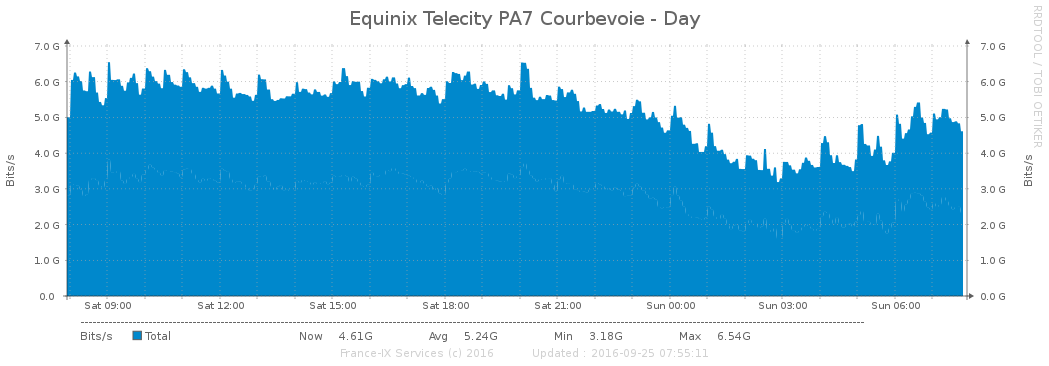 Equinix Telecity PA7 Courbevoie - Day
RRDTOOL / TOBI OETIKER
Bits/s
Bits/s
7.0 G 7.0 G
6.0 G 6.0 G
5.0 G 5.0 G
4.0 G 4.0 G
3.0 G 3.0 G
2.0 G 2.0 G
1.0 G 1.0 G
0.0 0.0 G
Sat 09:00 Sat 12:00 Sat 15:00 Sat 18:00 Sat 21:00 Sun 00:00 Sun 03:00 Sun 06:00
Bits/s Total Now 4.61G Avg 5.24G Min 3.18G Max 6.54G
France-IX Services (c) 2016 Updated : 2016-09-25 07:55:11